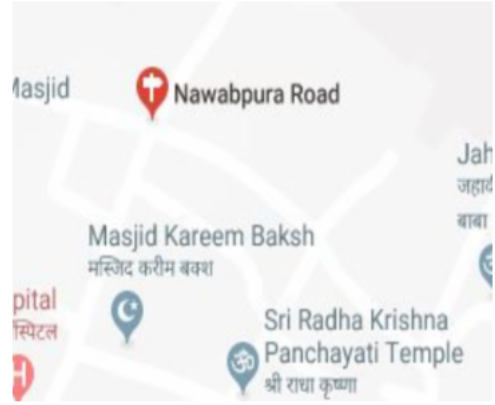 Masjid
Nawabpura Road
Jah
बाबा
Masjid Kareem Baksh
मस्जिद करीम बक्श
pital
स्पिटल
Sri Radha Krishna
Panchayati Temple
श्री राधा कृष्णा
H